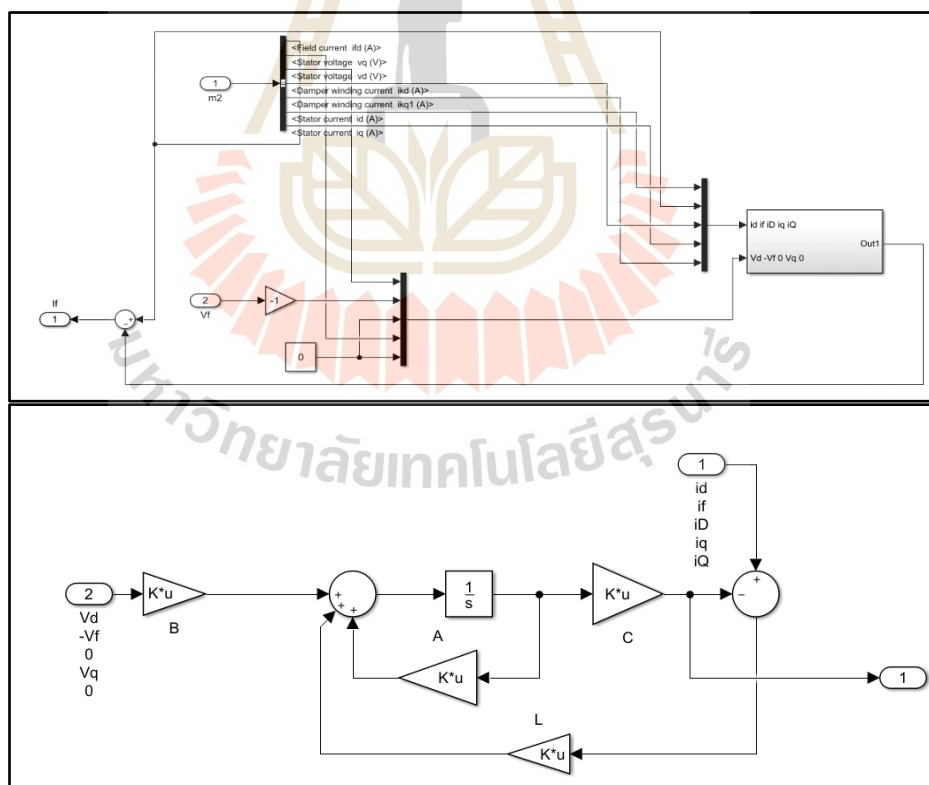 <Field current ifd (A)>
<Stator voltage vq (V)>
<Stator voltage vd (V)>
<Damper winding current ikd (A)>
<Damper winding current ikq1 (A)>
<Stator current id (A)>
<Stator current iq (A)>
1
m2
id if iD iq iQ
Out1
Vd -Vf 0 Vq 0
2
Vf
-1
If
1
+
−
0
มหาวิทยาลัยเทคโนโลยีสุรนารี
1
id
if
iD
iq
iQ
2
Vd
-Vf
0
Vq
0
K*u
B
+
+
+
1
s
A
K*u
K*u
C
+
−
1
L
K*u